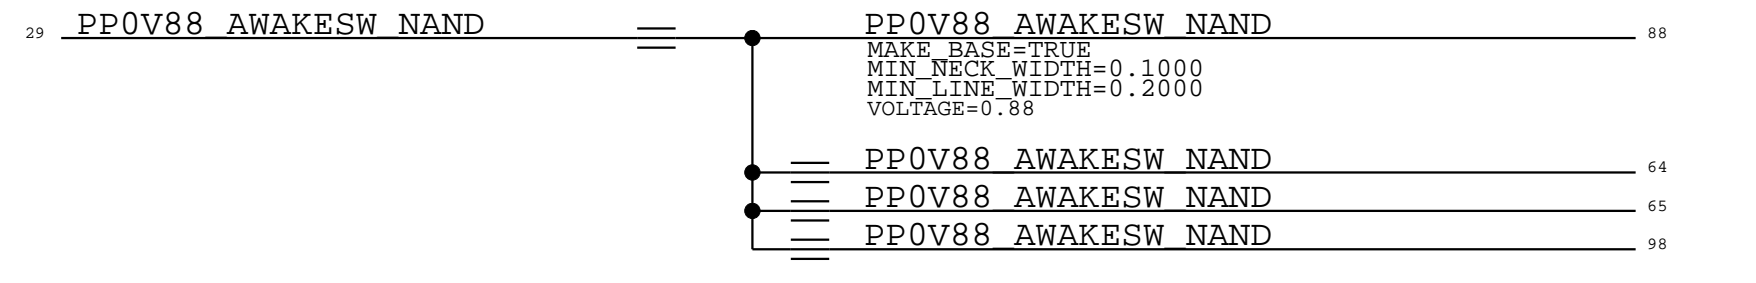 29 PP0V88_AWAKESW_NAND PP0V88_AWAKESW_NAND 88
MAKE_BASE=TRUE
MIN_NECK_WIDTH=0.1000
MIN_LINE_WIDTH=0.2000
VOLTAGE=0.88
PP0V88_AWAKESW_NAND 64
PP0V88_AWAKESW_NAND 65
PP0V88_AWAKESW_NAND 98